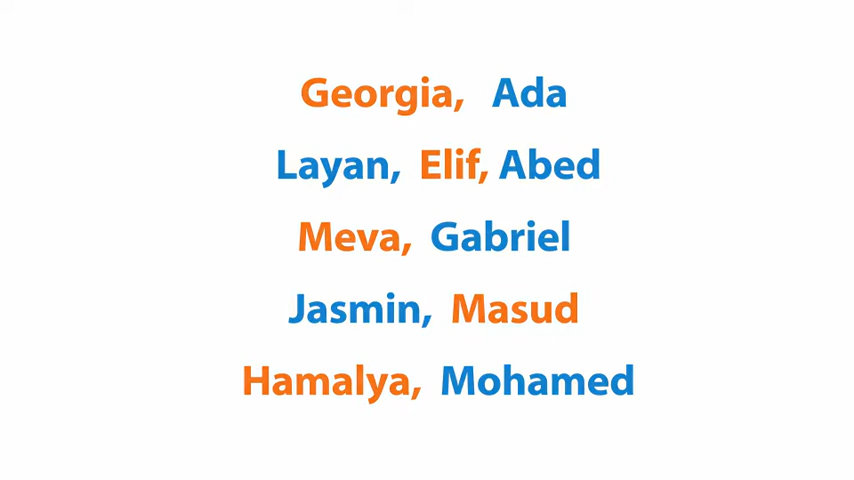 Georgia, Ada
Layan, Elif, Abed
Meva, Gabriel
Jasmin, Masud
Hamalya, Mohamed